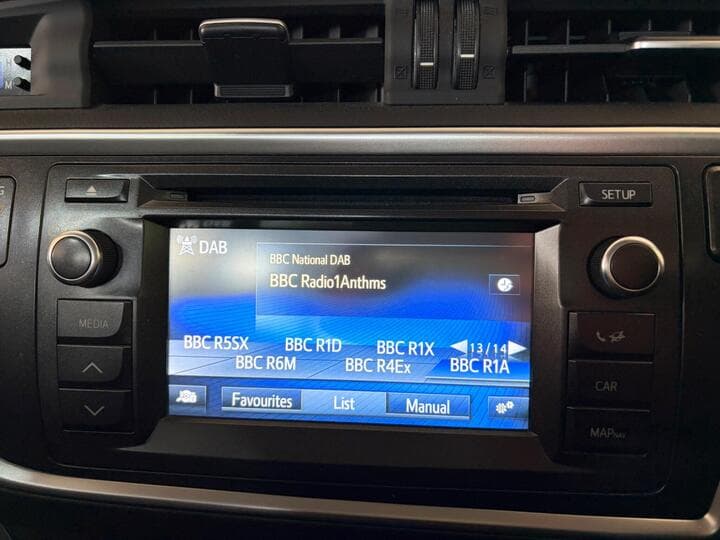 M
SETUP
DAB
BBC National DAB
BBC Radio1Anthms
MEDIA
BBC R5SX BBC R1D BBC R1X 13/14
BBC R6M BBC R4Ex BBC R1A
Favourites List Manual
CAR
MAP NAV